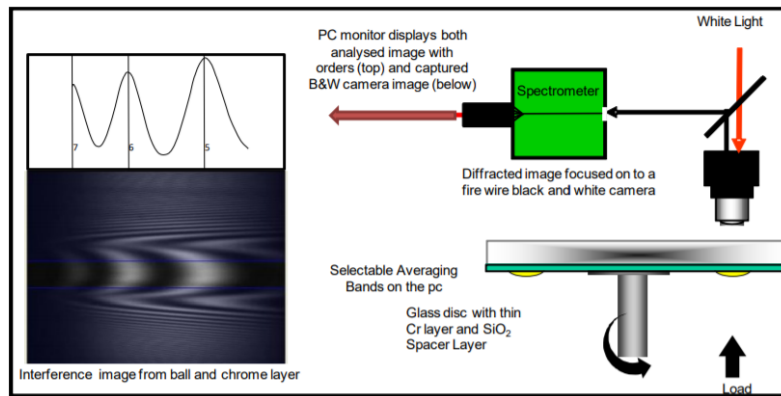 White Light
PC monitor displays both
analysed image with
orders (top) and captured
B&W camera image (below)
Spectrometer
7
6
5
Diffracted image focused on to a
fire wire black and white camera
Selectable Averaging
Bands on the pc
Glass disc with thin
Cr layer and SiO₂
Spacer Layer
Interference image from ball and chrome layer
Load